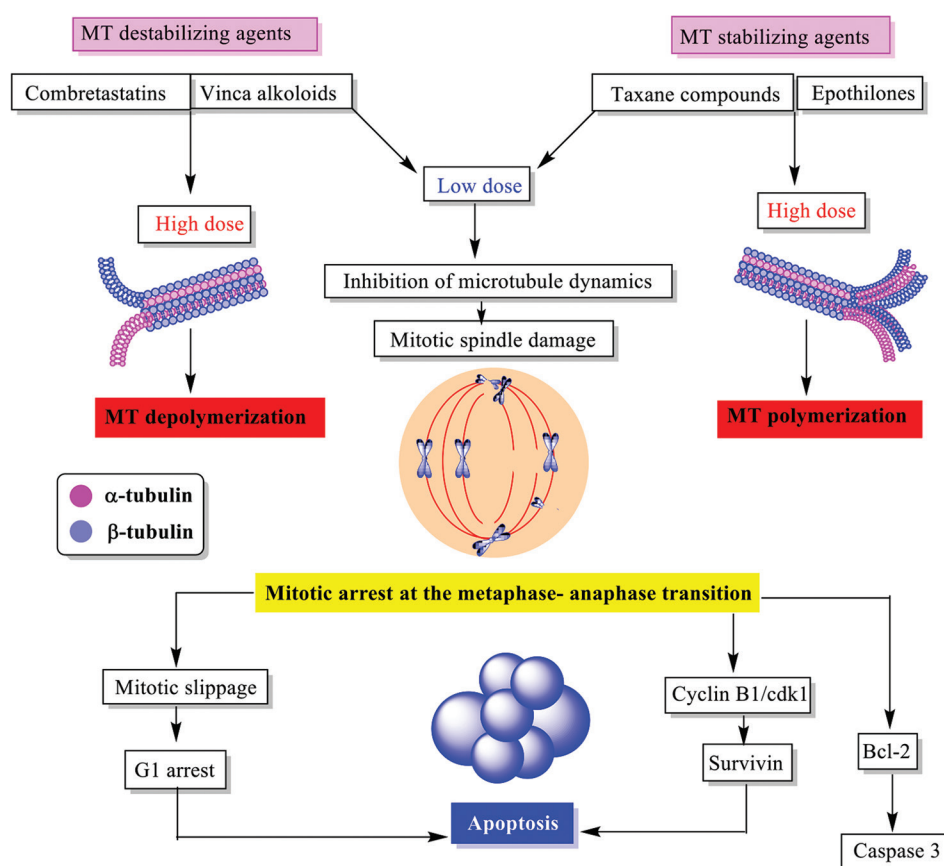 MT destabilizing agents
MT stabilizing agents
Combretastatins
Vinca alkoloids
Taxane compounds
Epothilones
Low dose
High dose
High dose
Inhibition of microtubule dynamics
Mitotic spindle damage
MT depolymerization
MT polymerization
α-tubulin
β-tubulin
Mitotic arrest at the metaphase- anaphase transition
Mitotic slippage
Cyclin B1/cdk1
G1 arrest
Survivin
Bcl-2
Apoptosis
Caspase 3